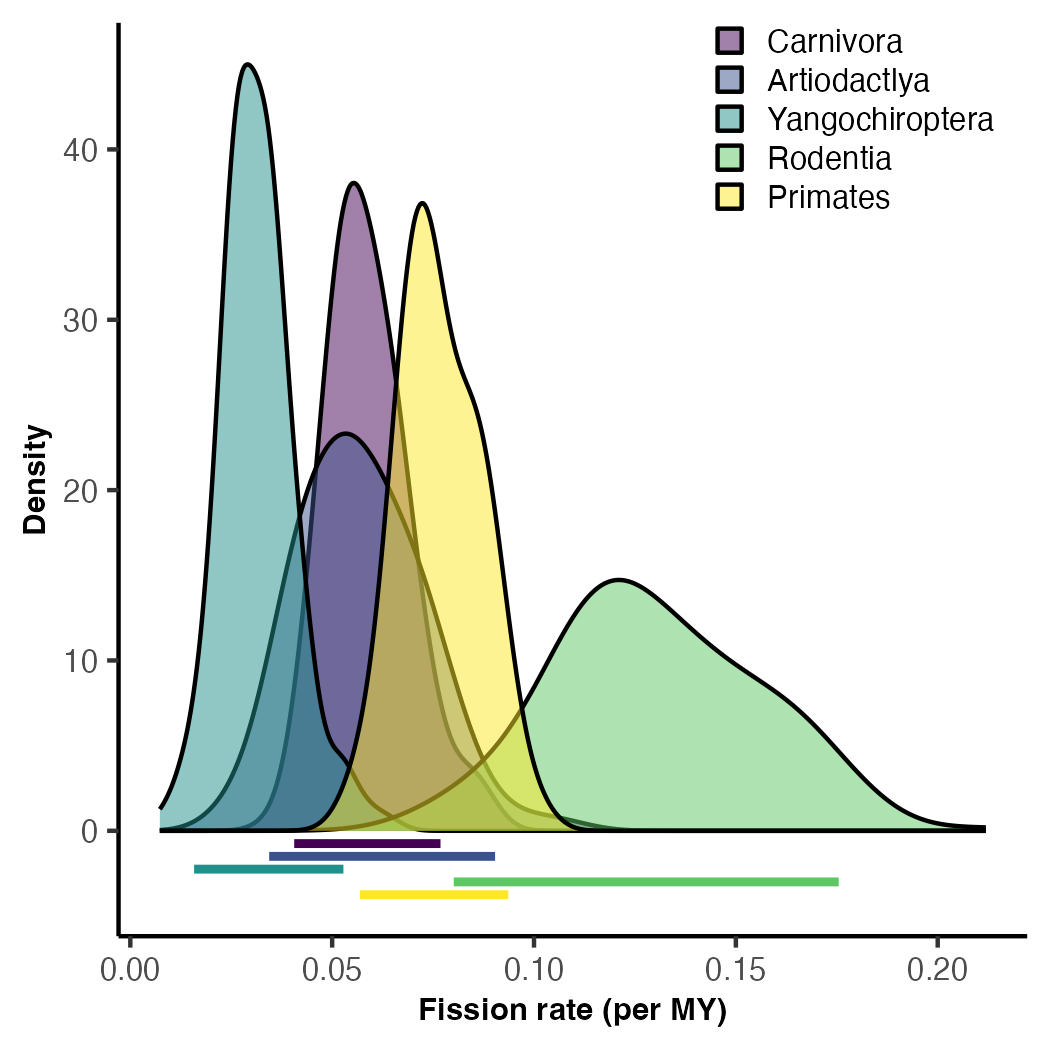 Carnivora
Artiodactlya
Yangochiroptera
Rodentia
Primates
40
30
20
10
0
Density
0.00 0.05 0.10 0.15 0.20
Fission rate (per MY)